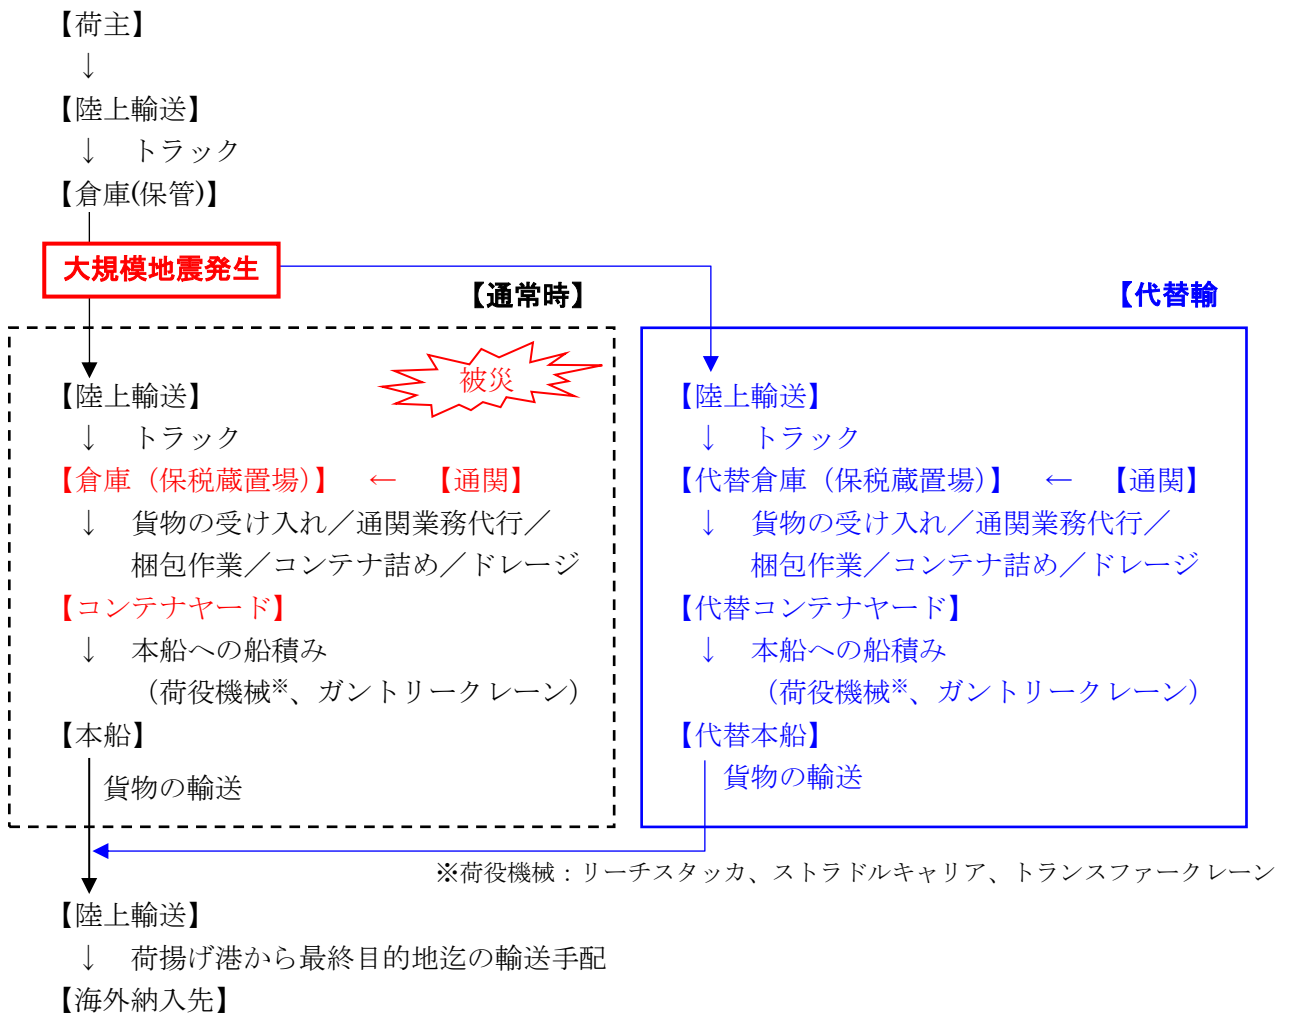 【荷主】
↓
【陸上輸送】
↓ トラック
【倉庫(保管)】
大規模地震発生
【通常時】
被災
【陸上輸送】
↓ トラック
【倉庫（保税蔵置場）】 ← 【通関】
↓ 貨物の受け入れ／通関業務代行／
梱包作業／コンテナ詰め／ドレージ
【コンテナヤード】
↓ 本船への船積み
（荷役機械※、ガントリークレーン）
【本船】
貨物の輸送
【代替輸
【陸上輸送】
↓ トラック
【代替倉庫（保税蔵置場）】 ← 【通関】
↓ 貨物の受け入れ／通関業務代行／
梱包作業／コンテナ詰め／ドレージ
【代替コンテナヤード】
↓ 本船への船積み
（荷役機械※、ガントリークレーン）
【代替本船】
貨物の輸送
※荷役機械：リーチスタッカ、ストラドルキャリア、トランスファークレーン
【陸上輸送】
↓ 荷揚げ港から最終目的地迄の輸送手配
【海外納入先】